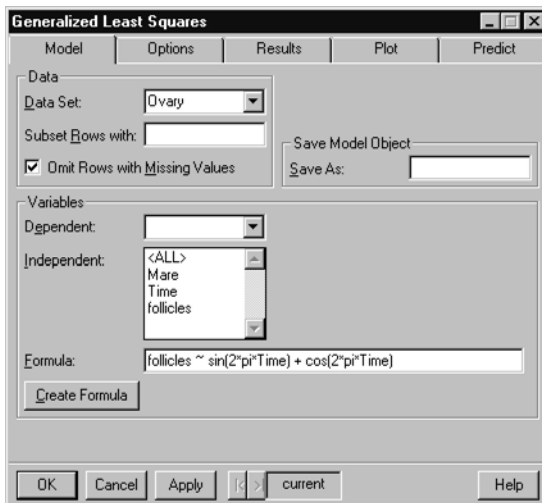 Generalized Least Squares
Model Options Results Plot Predict
Data
Data Set: Ovary
Subset Rows with:
Omit Rows with Missing Values
Save Model Object
Save As:
Variables
Dependent:
Independent: <ALL>
Mare
Time
follicles
Formula: follicles ~ sin(2*pi*Time) + cos(2*pi*Time)
Create Formula
OK Cancel Apply current Help